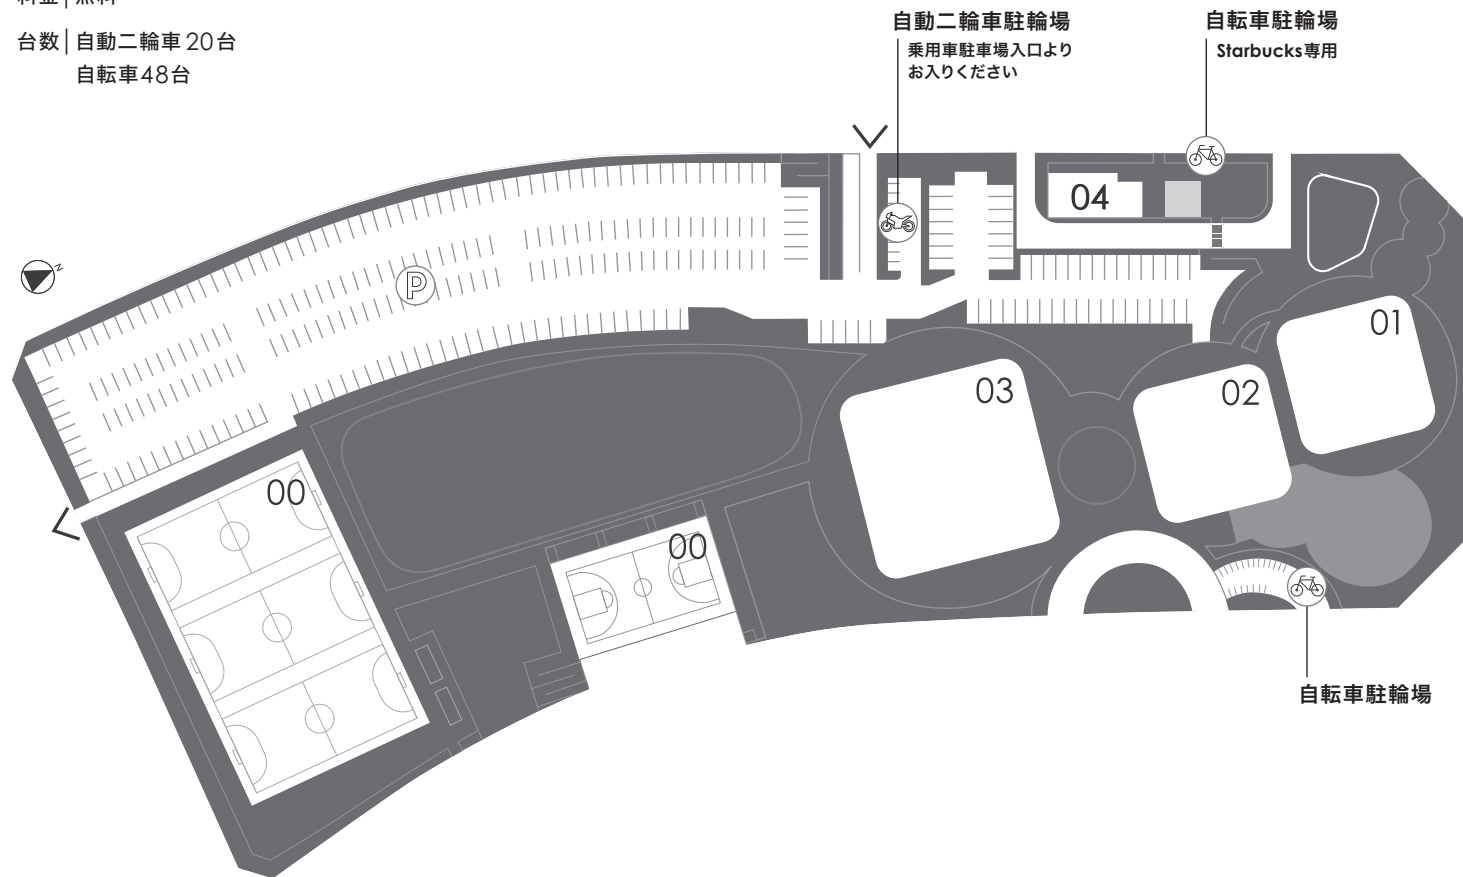 台数│自動二輪車20台
自転車48台
自動二輪車駐輪場
乗用車駐車場入口より
お入りください
自転車駐輪場
Starbucks専用
04
N
P
01
03
02
00
00
自転車駐輪場